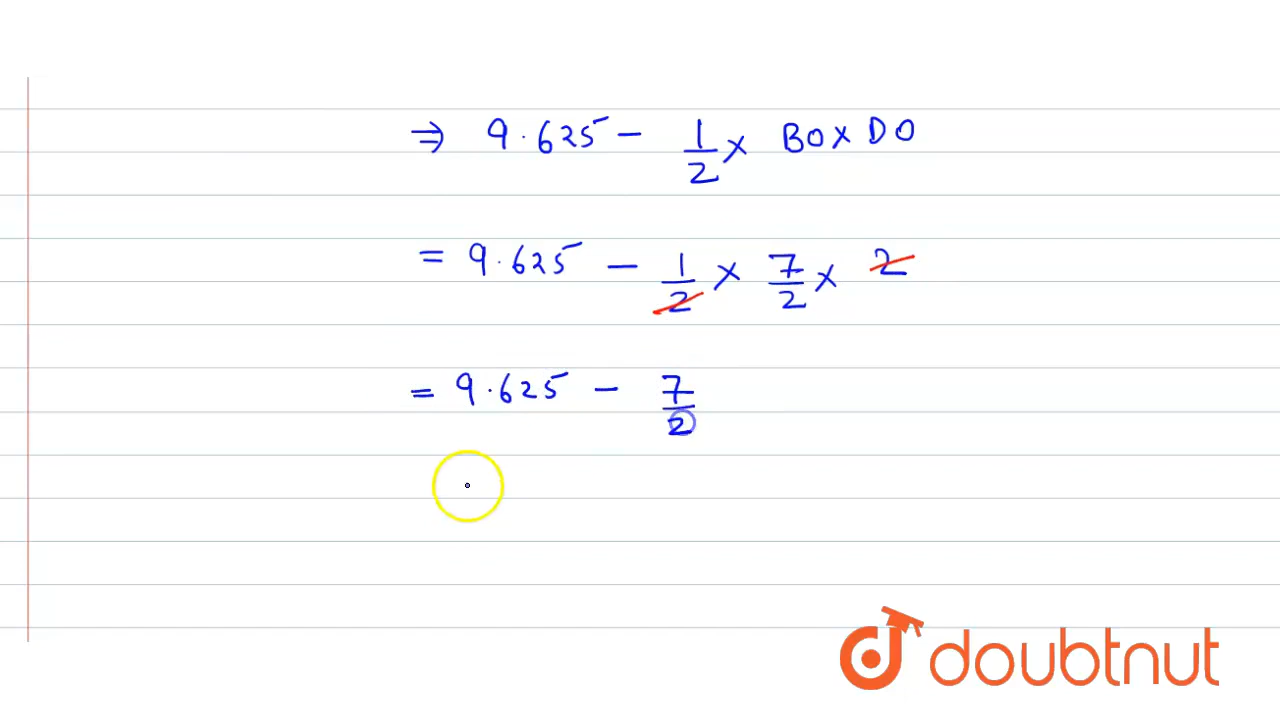 ⇒ 9.625 - 1/2 × BO × DO
= 9.625 - 1/2 × 7/2 × 2
= 9.625 - 7/2
doubtnut